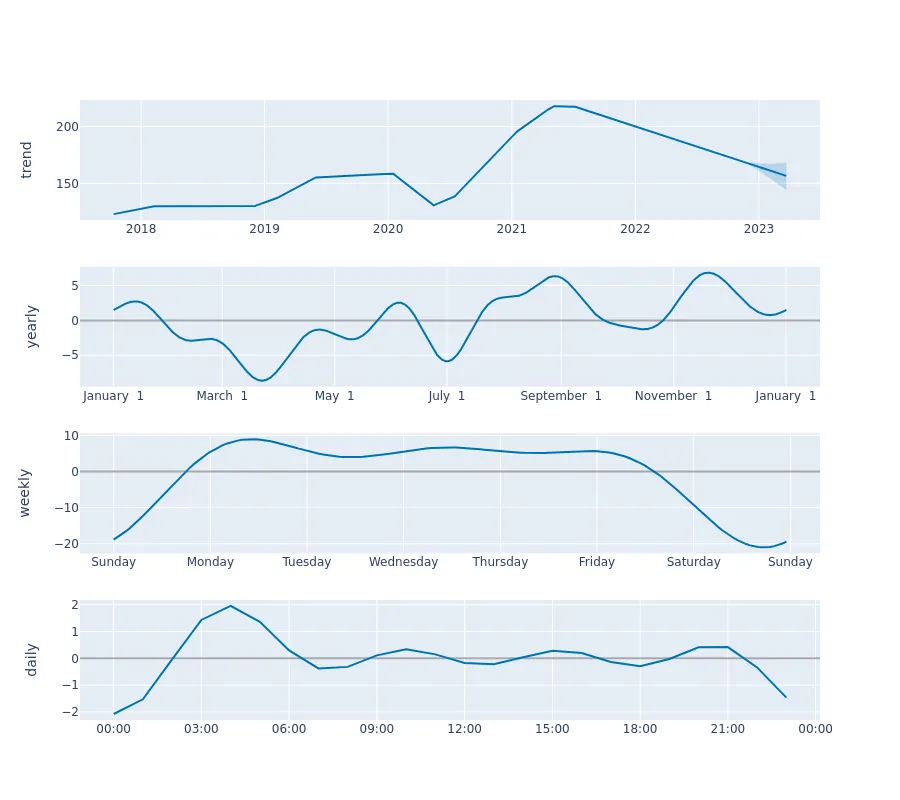 trend
200
150
2018 2019 2020 2021 2022 2023
yearly
5
0
−5
January 1 March 1 May 1 July 1 September 1 November 1 January 1
weekly
10
0
−10
−20
Sunday Monday Tuesday Wednesday Thursday Friday Saturday Sunday
daily
2
1
0
−1
−2
00:00 03:00 06:00 09:00 12:00 15:00 18:00 21:00 00:00